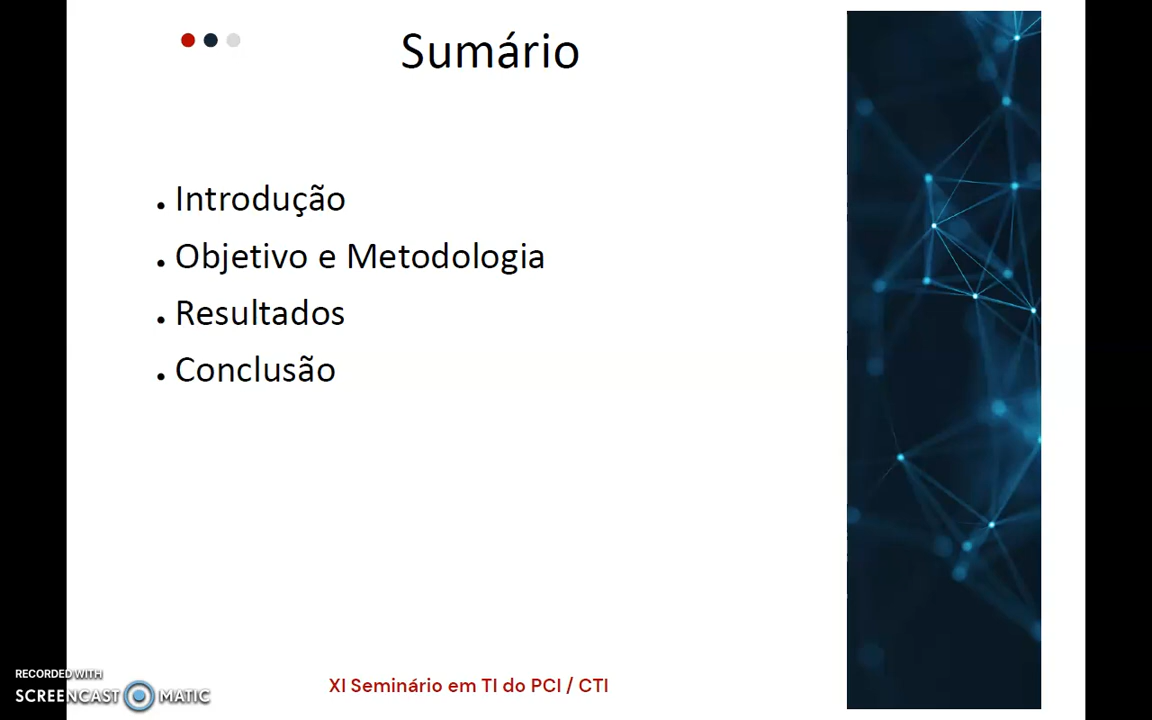 Sumário
Introdução
Objetivo e Metodologia
Resultados
Conclusão
XI Seminário em TI do PCI / CTI
RECORDED WITH
SCREENCAST MATIC